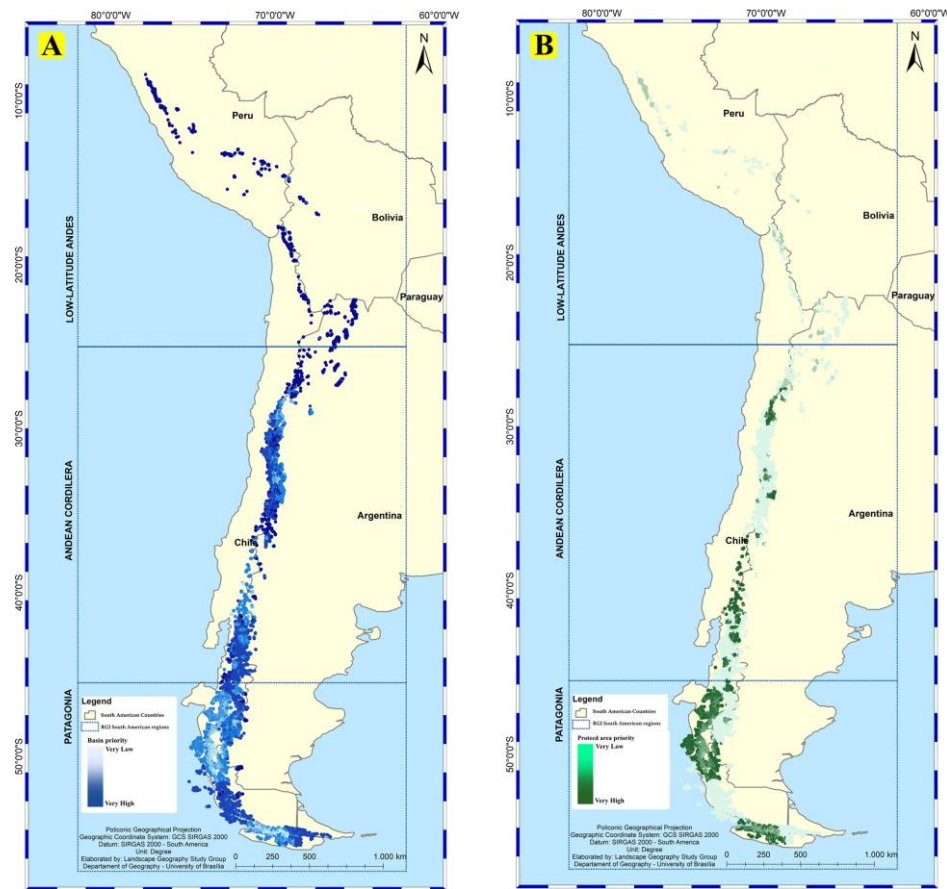 80°0'0"W 70°0'0"W 60°0'0"W
A
N
10°0'0"S
20°0'0"S
30°0'0"S
40°0'0"S
50°0'0"S
LOW-LATITUDE ANDES
ANDEAN CORDILERA
PATAGONIA
Peru
Bolivia
Paraguay
Chile
Argentina
Legend
South American Countries
RGI South American regions
Basin priority
Very Low
Very High
Policonic Geographical Projection
Geographic Coordinate System: GCS SIRGAS 2000
Datum: SIRGAS 2000 - South America
Unit: Degree
Elaborated by: Landscape Geography Study Group
Departament of Geography - University of Brasilia
0 250 500 1.000 km
80°0'0"W 70°0'0"W 60°0'0"W
B
N
10°0'0"S
20°0'0"S
30°0'0"S
40°0'0"S
50°0'0"S
LOW-LATITUDE ANDES
ANDEAN CORDILERA
PATAGONIA
Peru
Bolivia
Paraguay
Chile
Argentina
Legend
South American Countries
RGI South American regions
Proteed area priority
Very Low
Very High
Policonic Geographical Projection
Geographic Coordinate System: GCS SIRGAS 2000
Datum: SIRGAS 2000 - South America
Unit: Degree
Elaborated by: Landscape Geography Study Group
Departament of Geography - University of Brasilia
0 250 500 1.000 km